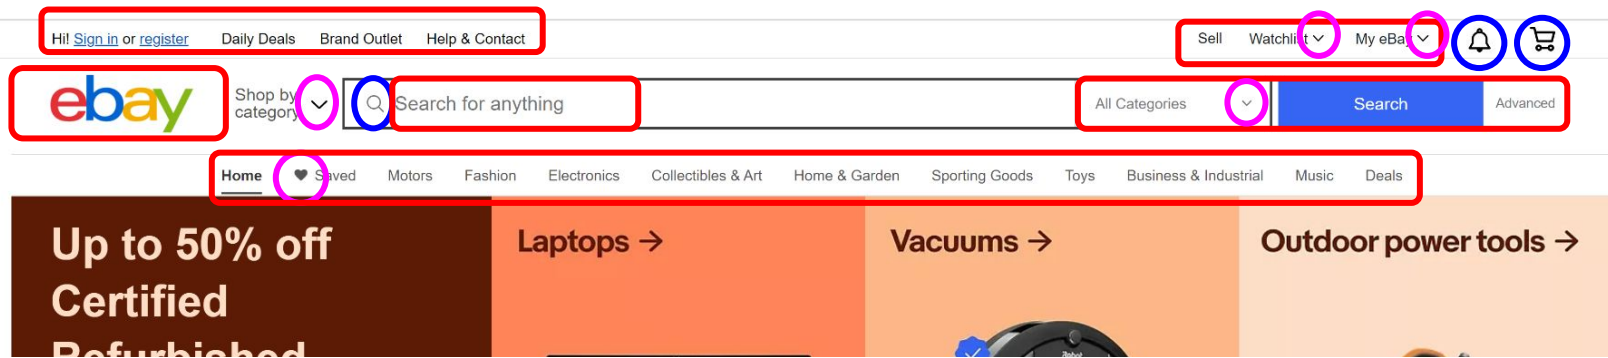 Hi! Sign in or register Daily Deals Brand Outlet Help & Contact Sell Watchlist My eBay
ebay
Shop by
category
Search for anything
All Categories
Search
Advanced
Home Saved Motors Fashion Electronics Collectibles & Art Home & Garden Sporting Goods Toys Business & Industrial Music Deals
Up to 50% off
Certified
Refurbished
Laptops →
Vacuums →
Outdoor power tools →